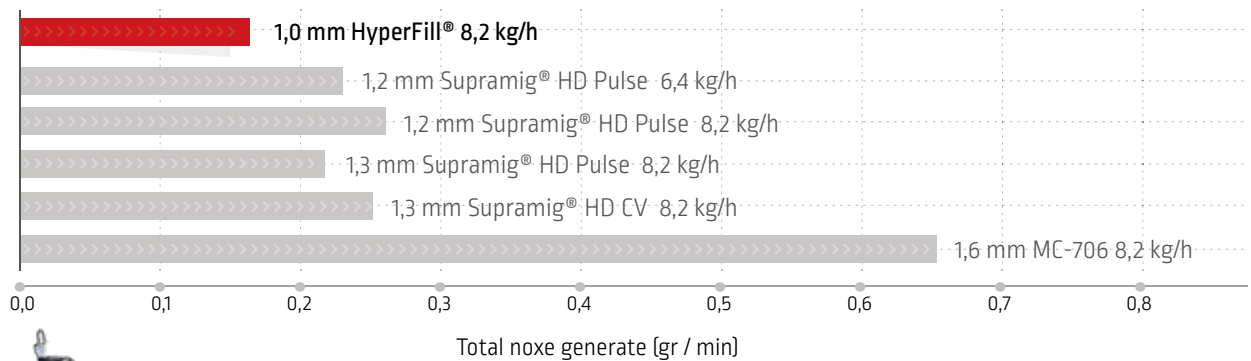 1,0 mm HyperFill® 8,2 kg/h
1,2 mm Supramig® HD Pulse 6,4 kg/h
1,2 mm Supramig® HD Pulse 8,2 kg/h
1,3 mm Supramig® HD Pulse 8,2 kg/h
1,3 mm Supramig® HD CV 8,2 kg/h
1,6 mm MC-706 8,2 kg/h
0,0 0,1 0,2 0,3 0,4 0,5 0,6 0,7 0,8
Total noxe generate (gr / min)